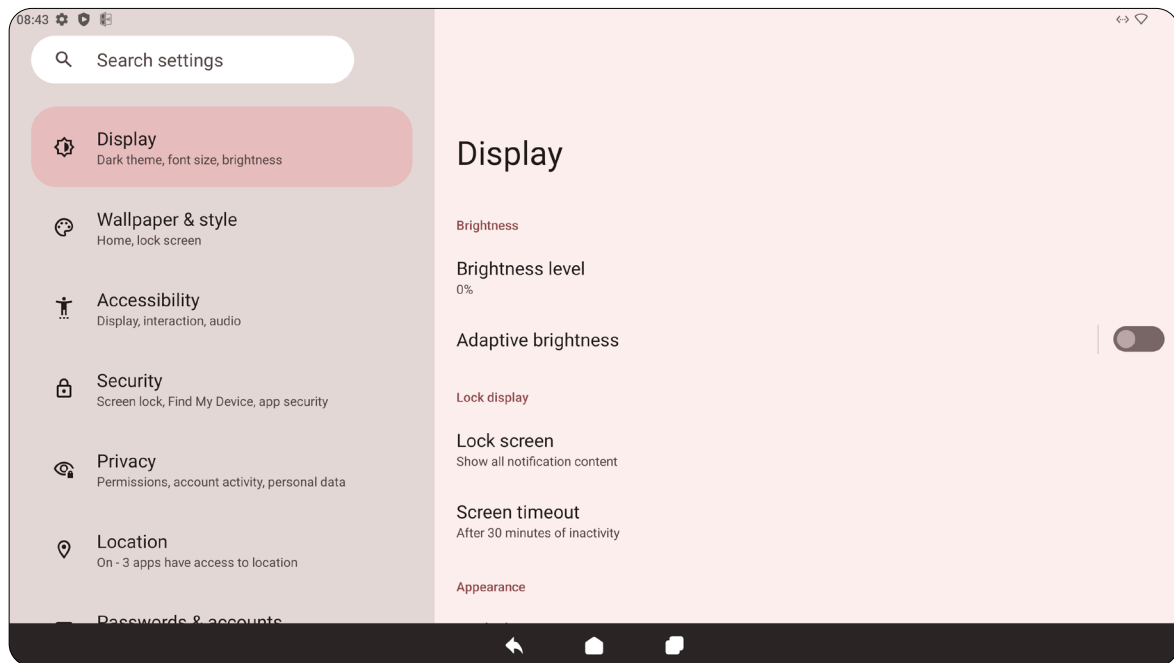 08:43
Search settings
Display
Dark theme, font size, brightness
Wallpaper & style
Home, lock screen
Accessibility
Display, interaction, audio
Security
Screen lock, Find My Device, app security
Privacy
Permissions, account activity, personal data
Location
On - 3 apps have access to location
Passwords & accounts
Display
Brightness
Brightness level
0%
Adaptive brightness
Lock display
Lock screen
Show all notification content
Screen timeout
After 30 minutes of inactivity
Appearance